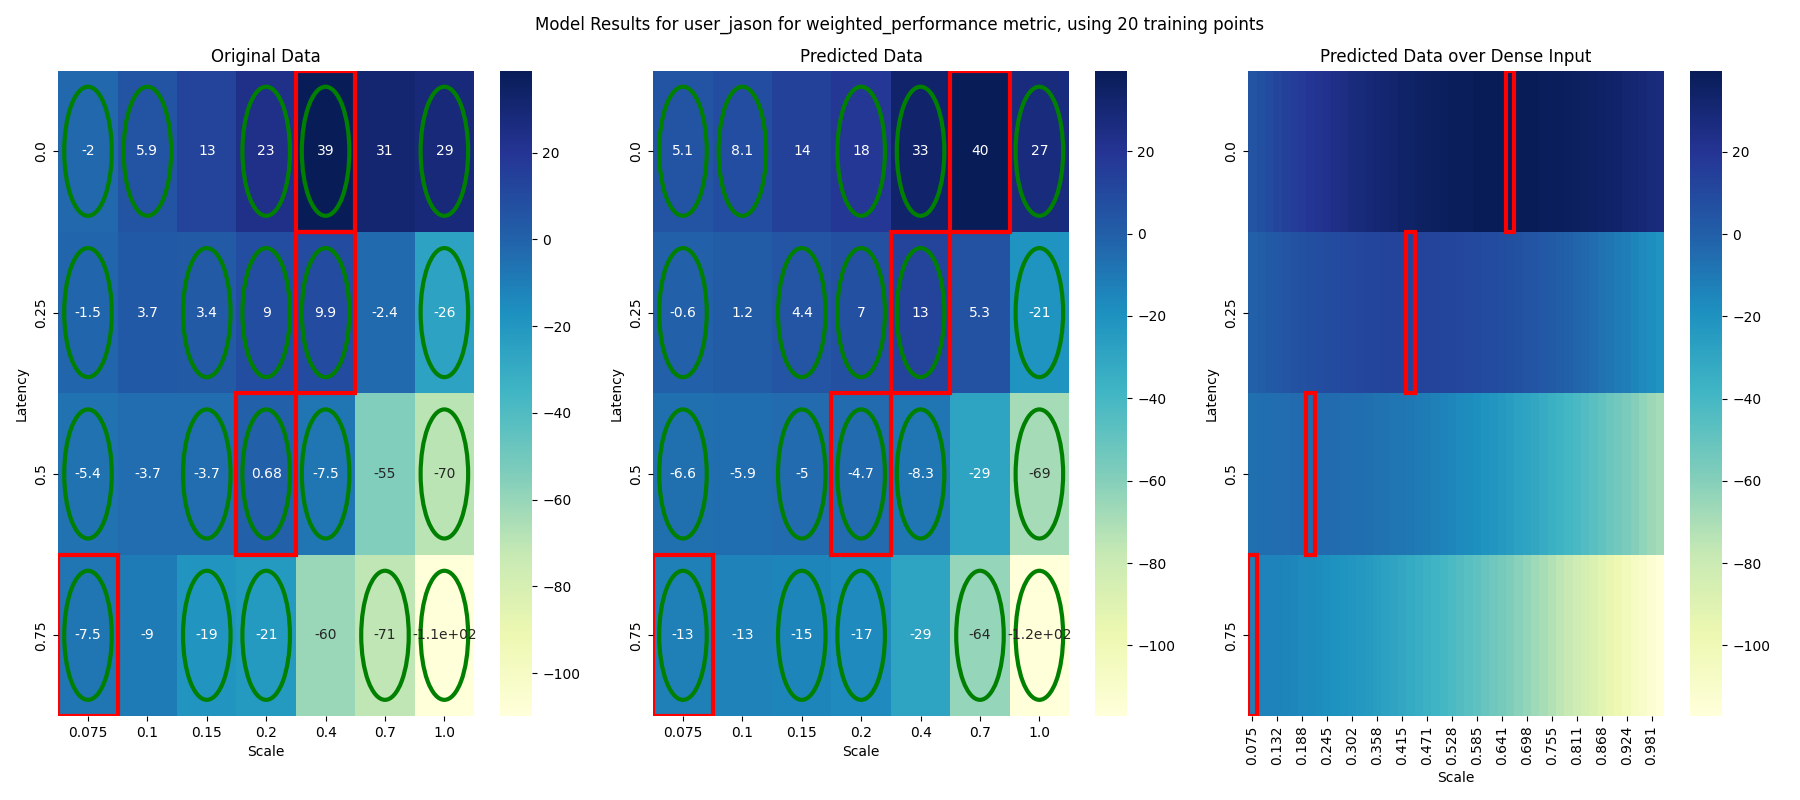 Model Results for user_jason for weighted_performance metric, using 20 training points
Original Data
-2 5.9 13 23 39 31 29
-1.5 3.7 3.4 9 9.9 -2.4 -26
-5.4 -3.7 -3.7 0.68 -7.5 -55 -70
-7.5 -9 -19 -21 -60 -71 -1.1e+02
0.0
0.25
0.5
0.75
Latency
0.075 0.1 0.15 0.2 0.4 0.7 1.0
Scale
20
0
−20
−40
−60
−80
−100
Predicted Data
5.1 8.1 14 18 33 40 27
-0.6 1.2 4.4 7 13 5.3 -21
-6.6 -5.9 -5 -4.7 -8.3 -29 -69
-13 -13 -15 -17 -29 -64 -1.2e+02
0.0
0.25
0.5
0.75
Latency
0.075 0.1 0.15 0.2 0.4 0.7 1.0
Scale
20
0
−20
−40
−60
−80
−100
Predicted Data over Dense Input
0.0
0.25
0.5
0.75
Latency
0.075 0.132 0.188 0.245 0.302 0.358 0.415 0.471 0.528 0.585 0.641 0.698 0.755 0.811 0.868 0.924 0.981
Scale
20
0
−20
−40
−60
−80
−100